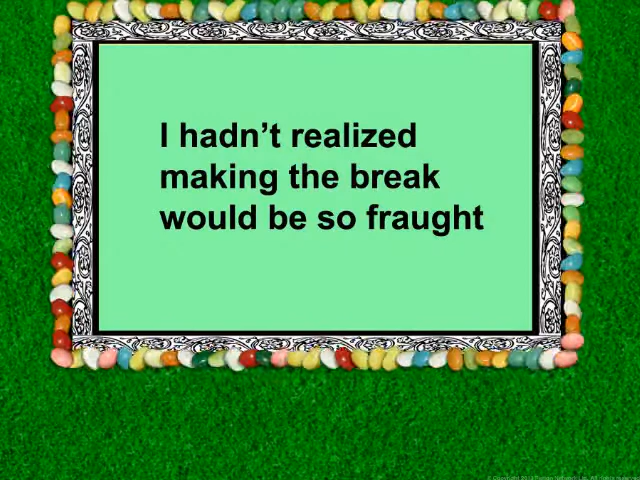 I hadn’t realized
making the break
would be so fraught